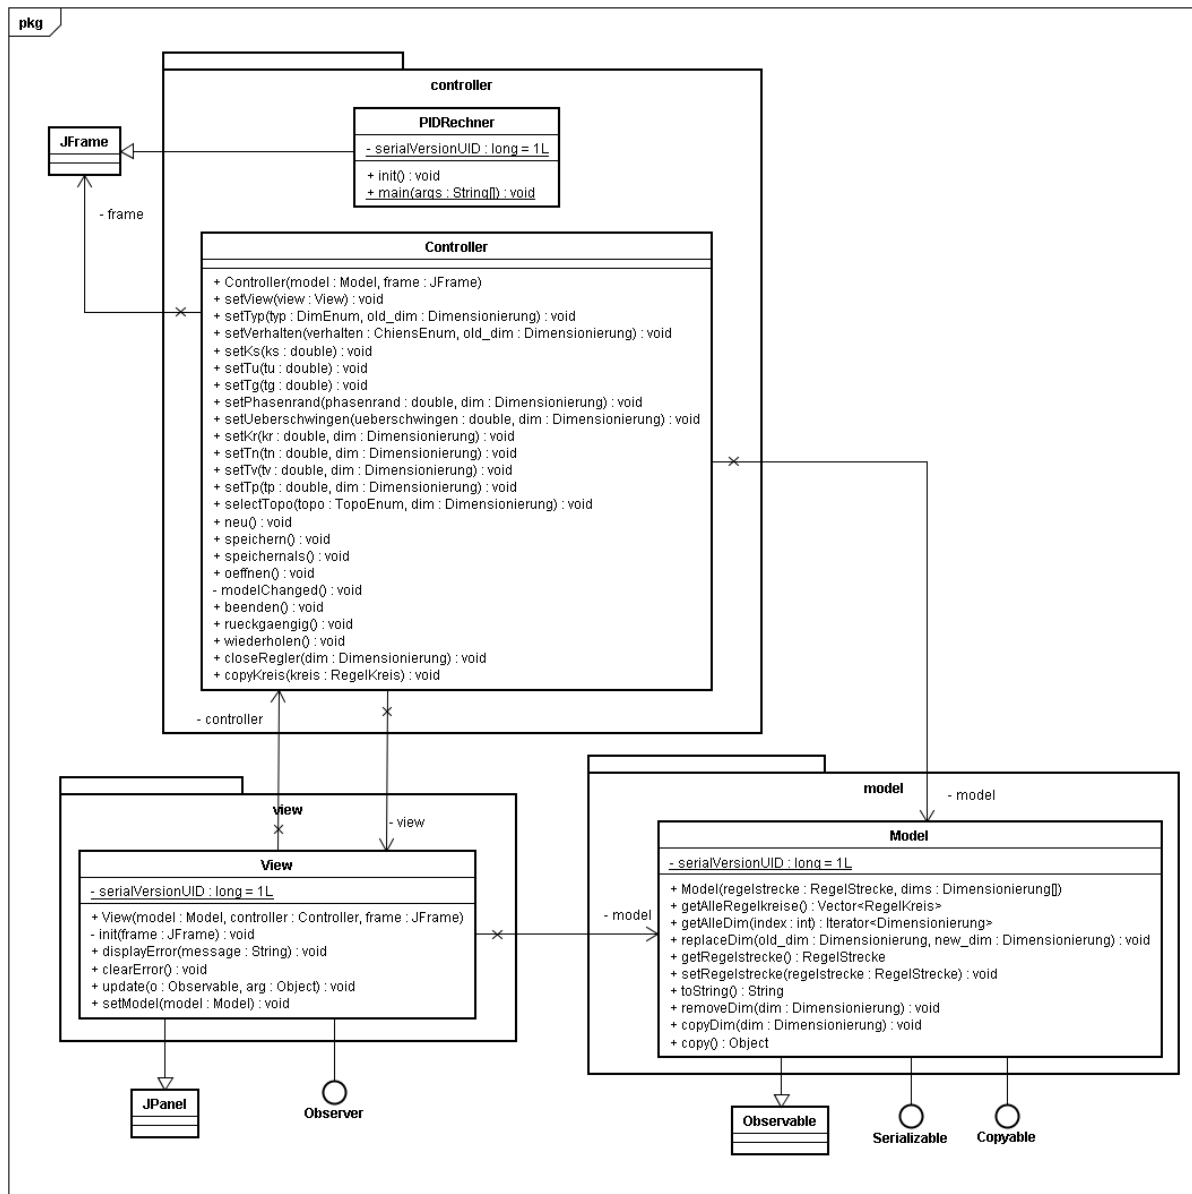 pkg
controller
PIDRechner
- serialVersionUID : long = 1L
+ init() : void
+ main(args : String[]) : void
JFrame
- frame
Controller
+ Controller(model : Model, frame : JFrame)
+ setView(view : View) : void
+ setTyp(typ : DimEnum, old_dim : Dimensionierung) : void
+ setVerhalten(verhalten : ChiensEnum, old_dim : Dimensionierung) : void
+ setKs(ks : double) : void
+ setTu(tu : double) : void
+ setTg(tg : double) : void
+ setPhasenrand(phasenrand : double, dim : Dimensionierung) : void
+ setUeberschwingen(ueberschwingen : double, dim : Dimensionierung) : void
+ setKr(kr : double, dim : Dimensionierung) : void
+ setTn(tn : double, dim : Dimensionierung) : void
+ setTv(tv : double, dim : Dimensionierung) : void
+ setTp(tp : double, dim : Dimensionierung) : void
+ selectTopo(topo : TopoEnum, dim : Dimensionierung) : void
+ neu() : void
+ speichern() : void
+ speichernals() : void
+ oeffnen() : void
- modelChanged() : void
+ beenden() : void
+ rueckgaengig() : void
+ wiederholen() : void
+ closeRegler(dim : Dimensionierung) : void
+ copyKreis(kreis : RegelKreis) : void
- controller
- view
- model
view
View
- serialVersionUID : long = 1L
+ View(model : Model, controller : Controller, frame : JFrame)
- init(frame : JFrame) : void
+ displayError(message : String) : void
+ clearError() : void
+ update(o : Observable, arg : Object) : void
+ setModel(model : Model) : void
JPanel
Observer
- model
model
Model
- serialVersionUID : long = 1L
+ Model(regelstrecke : RegelStrecke, dims : Dimensionierung[])
+ getAlleRegelkreise() : Vector<RegelKreis>
+ getAlleDim(index : int) : Iterator<Dimensionierung>
+ replaceDim(old_dim : Dimensionierung, new_dim : Dimensionierung) : void
+ getRegelstrecke() : RegelStrecke
+ setRegelstrecke(regelstrecke : RegelStrecke) : void
+ toString() : String
+ removeDim(dim : Dimensionierung) : void
+ copyDim(dim : Dimensionierung) : void
+ copy() : Object
Observable
Serializable
Copyable